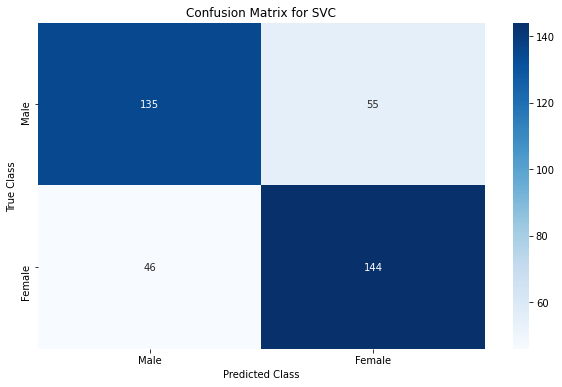 Confusion Matrix for SVC
True Class
Male
Female
135
55
46
144
Male
Female
Predicted Class
140
120
100
80
60